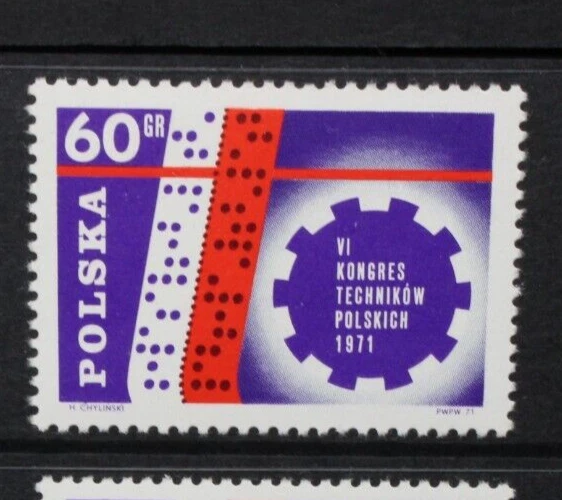 60 GR
POLSKA
VI
KONGRES
TECHNIKÓW
POLSKICH
1971
H. CHYLIŃSKI
PWPW. 71